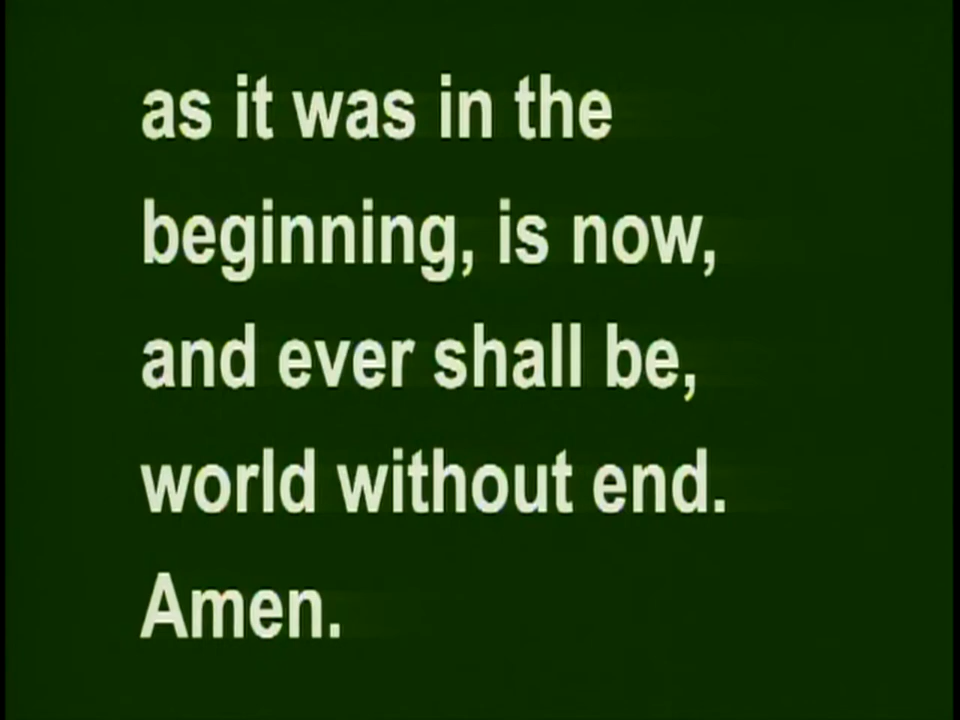 as it was in the
beginning, is now,
and ever shall be,
world without end.
Amen.